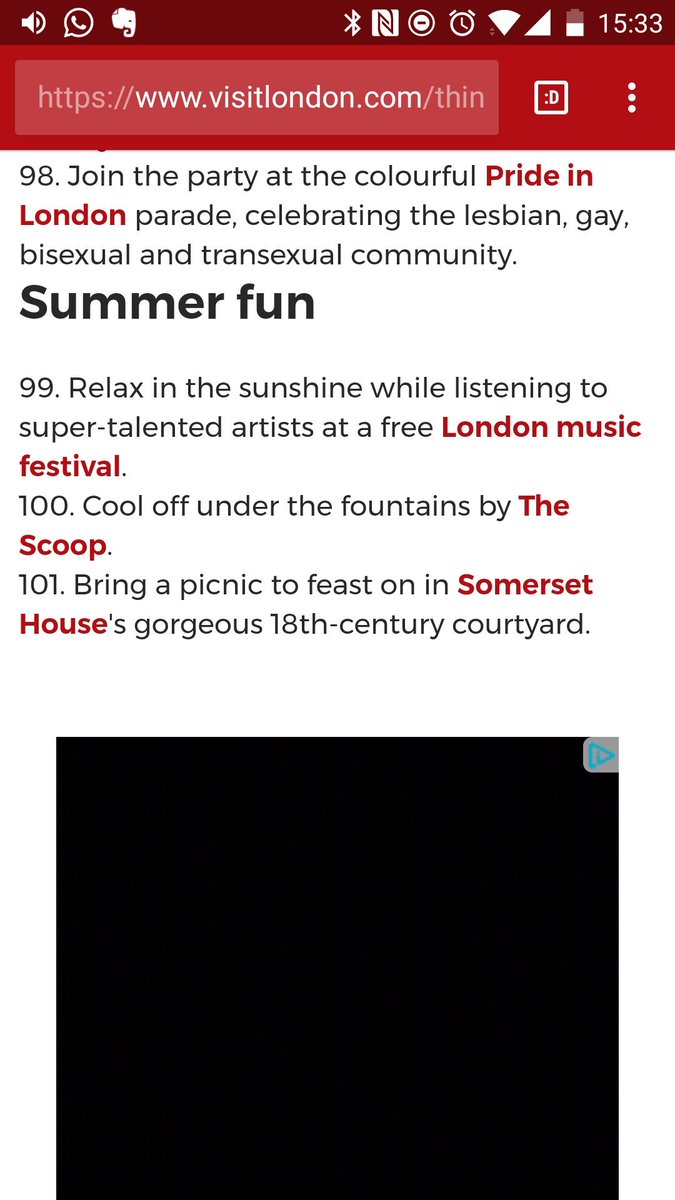 15:33
https://www.visitlondon.com/thin
:D
98. Join the party at the colourful Pride in
London parade, celebrating the lesbian, gay,
bisexual and transexual community.
Summer fun
99. Relax in the sunshine while listening to
super-talented artists at a free London music
festival.
100. Cool off under the fountains by The
Scoop.
101. Bring a picnic to feast on in Somerset
House's gorgeous 18th-century courtyard.